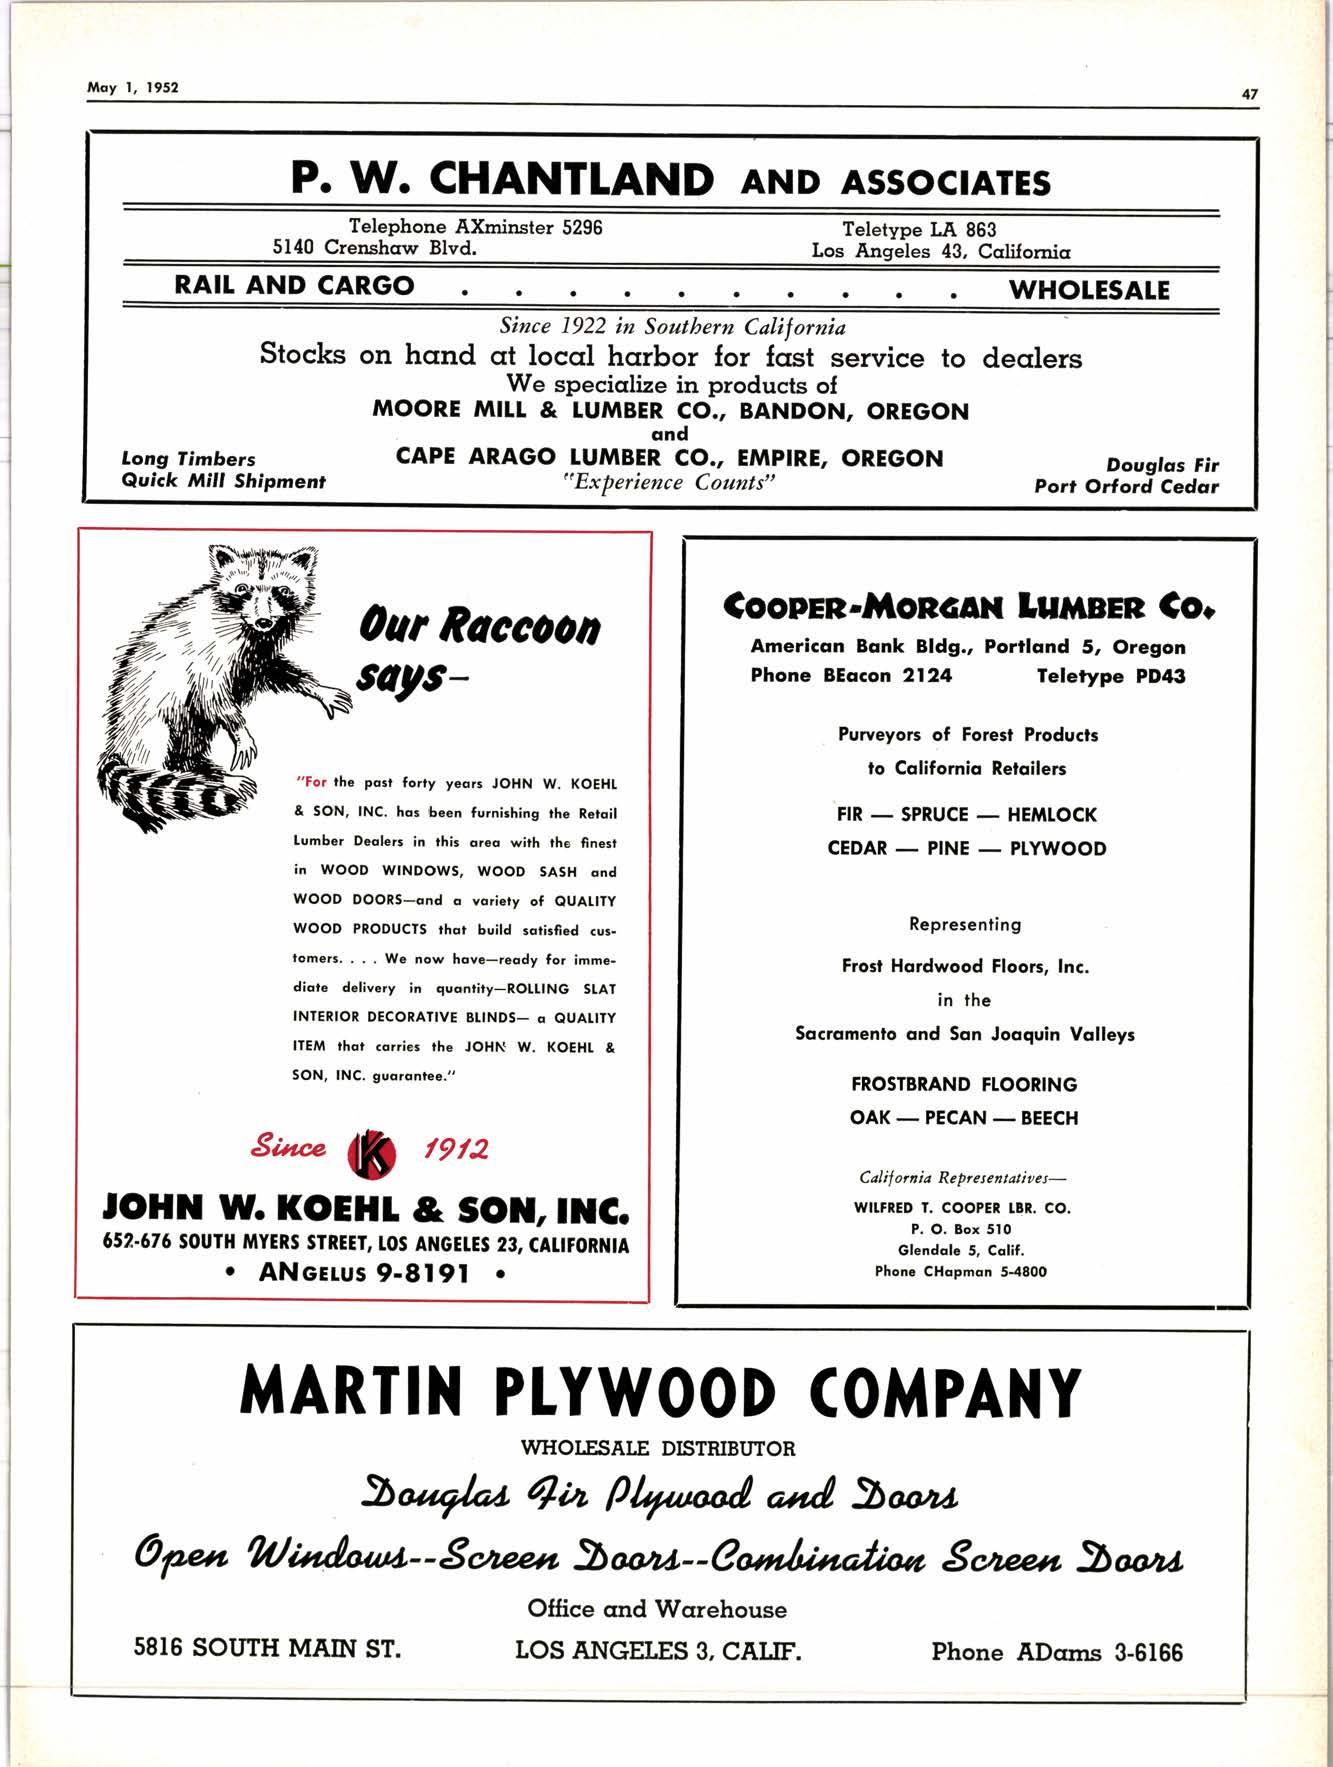 May 1, 1952
47
P. W. CHANTLAND AND ASSOCIATES
Telephone AXminster 5296
Teletype LA 863
5140 Crenshaw Blvd.
Los Angeles 43, California
RAIL AND CARGO . . . . . . . . . . WHOLESALE
Since 1922 in Southern California
Stocks on hand at local harbor for fast service to dealers
We specialize in products of
MOORE MILL & LUMBER CO., BANDON, OREGON
and
CAPE ARAGO LUMBER CO., EMPIRE, OREGON
"Experience Counts"
Long Timbers
Quick Mill Shipment
Douglas Fir
Port Orford Cedar
Our Raccoon
says–
"For the past forty years JOHN W. KOEHL
& SON, INC. has been furnishing the Retail
Lumber Dealers in this area with the finest
in WOOD WINDOWS, WOOD SASH and
WOOD DOORS—and a variety of QUALITY
WOOD PRODUCTS that build satisfied cus-
tomers. . . . We now have—ready for imme-
diate delivery in quantity—ROLLING SLAT
INTERIOR DECORATIVE BLINDS— a QUALITY
ITEM that carries the JOHN W. KOEHL &
SON, INC. guarantee."
Since K 1912
JOHN W. KOEHL & SON, INC.
652-676 SOUTH MYERS STREET, LOS ANGELES 23, CALIFORNIA
• ANGELUS 9-8191 •
COOPER-MORGAN LUMBER CO.
American Bank Bldg., Portland 5, Oregon
Phone BEacon 2124 Teletype PD43
Purveyors of Forest Products
to California Retailers
FIR — SPRUCE — HEMLOCK
CEDAR — PINE — PLYWOOD
Representing
Frost Hardwood Floors, Inc.
in the
Sacramento and San Joaquin Valleys
FROSTBRAND FLOORING
OAK — PECAN — BEECH
California Representatives—
WILFRED T. COOPER LBR. CO.
P. O. Box 510
Glendale 5, Calif.
Phone CHapman 5-4800
MARTIN PLYWOOD COMPANY
WHOLESALE DISTRIBUTOR
Douglas Fir Plywood and Doors
Open Windows--Screen Doors--Combination Screen Doors
Office and Warehouse
5816 SOUTH MAIN ST. LOS ANGELES 3, CALIF. Phone ADams 3-6166